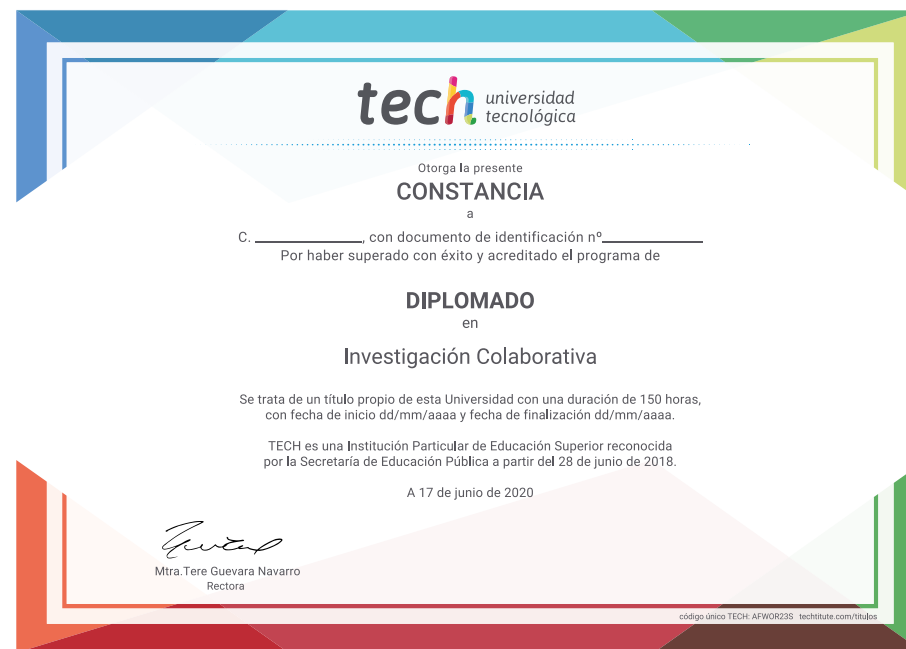 tech universidad
tecnológica
Otorga la presente
CONSTANCIA
a
C. ______________, con documento de identificación nº_____________
Por haber superado con éxito y acreditado el programa de
DIPLOMADO
en
Investigación Colaborativa
Se trata de un título propio de esta Universidad con una duración de 150 horas,
con fecha de inicio dd/mm/aaaa y fecha de finalización dd/mm/aaaa.
TECH es una Institución Particular de Educación Superior reconocida
por la Secretaría de Educación Pública a partir del 28 de junio de 2018.
A 17 de junio de 2020
Mtra.Tere Guevara Navarro
Rectora
código único TECH: AFWOR23S techtitute.com/titulos